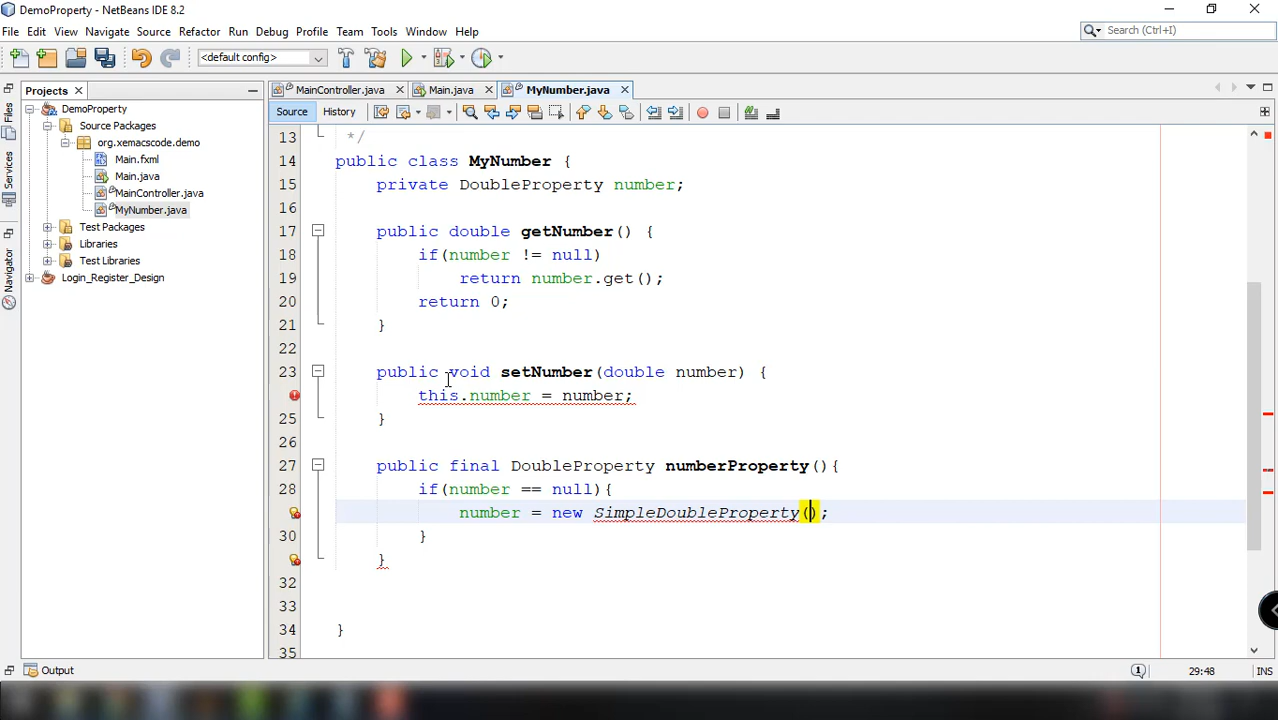 DemoProperty - NetBeans IDE 8.2
File Edit View Navigate Source Refactor Run Debug Profile Team Tools Window Help
Search (Ctrl+I)
<default config>
Projects
MainController.java
Main.java
MyNumber.java
Source
History
Files
Services
Navigator
DemoProperty
Source Packages
org.xemacscode.demo
Main.fxml
Main.java
MainController.java
MyNumber.java
Test Packages
Libraries
Test Libraries
Login_Register_Design
13 */
14 public class MyNumber {
15 private DoubleProperty number;
16
17 public double getNumber() {
18 if(number != null)
19 return number.get();
20 return 0;
21 }
22
23 public void setNumber(double number) {
this.number = number;
25 }
26
27 public final DoubleProperty numberProperty(){
28 if(number == null){
number = new SimpleDoubleProperty();
30 }
}
32
33
34 }
35
Output
1
29:48
INS